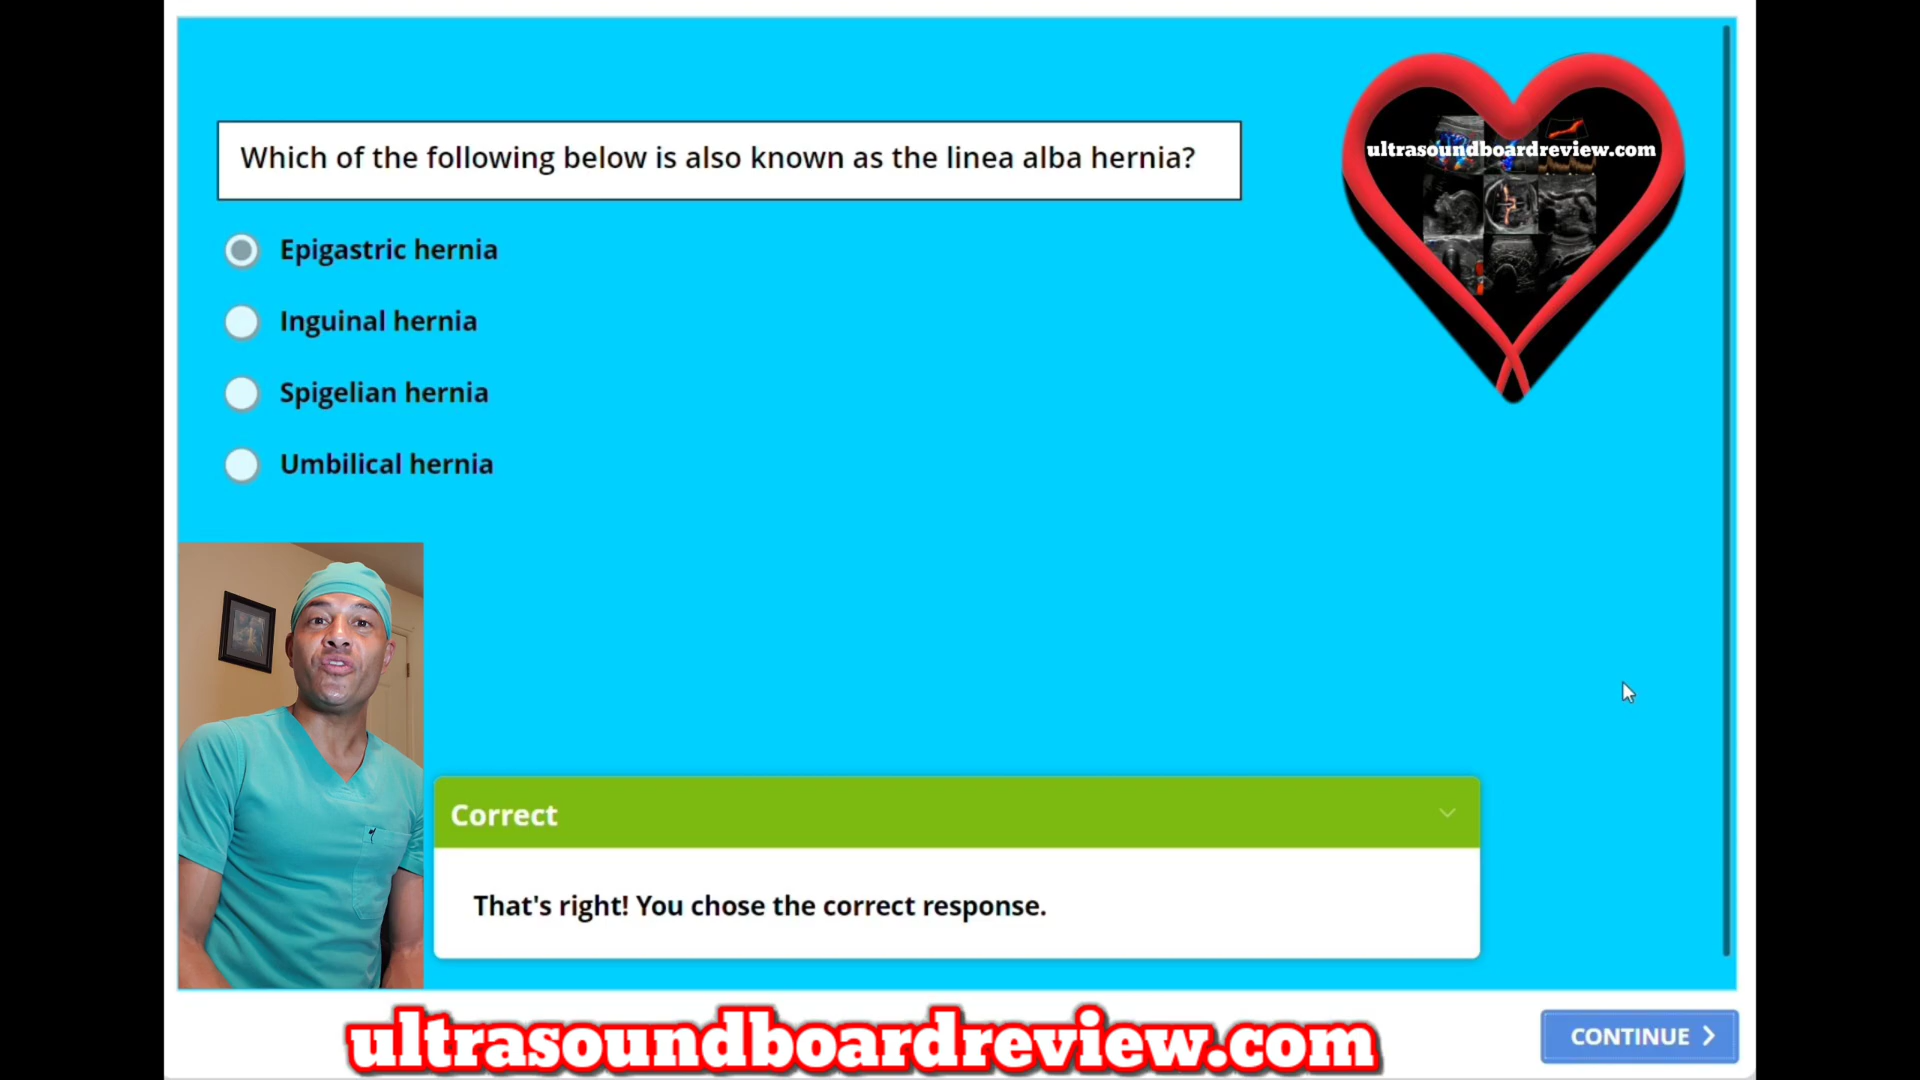 Which of the following below is also known as the linea alba hernia?
ultrasoundboardreview.com
Epigastric hernia
Inguinal hernia
Spigelian hernia
Umbilical hernia
Correct
That's right! You chose the correct response.
ultrasoundboardreview.com
CONTINUE